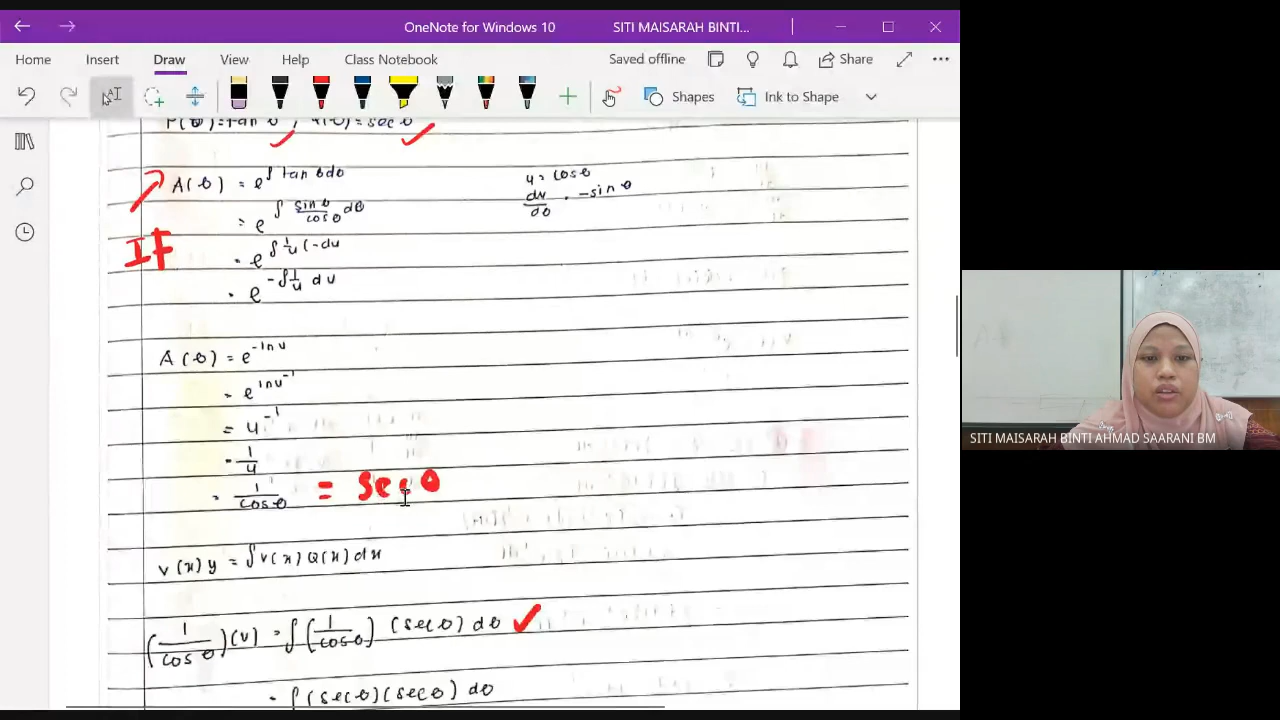 OneNote for Windows 10 SITI MAISARAH BINTI...
Home Insert Draw View Help Class Notebook Saved offline Share
Shapes Ink to Shape
P(θ)=tan θ, Q(θ)=sec θ
A(θ) = e^∫ tan θ dθ
u = cos θ
du/dθ = -sin θ
= e^∫ sin θ/cos θ dθ
IF
= e^∫ 1/u (-du
= e^-∫ 1/u du
A(θ) = e^-ln u
= e^ln u^-1
= u^-1
= 1/u
= 1/cos θ = sec θ
v(x) y = ∫ v(x) Q(x) dx
(1/cos θ)(v) = ∫ (1/cos θ) (sec θ) dθ
= ∫ (sec θ)(sec θ) dθ
SITI MAISARAH BINTI AHMAD SAARANI BM